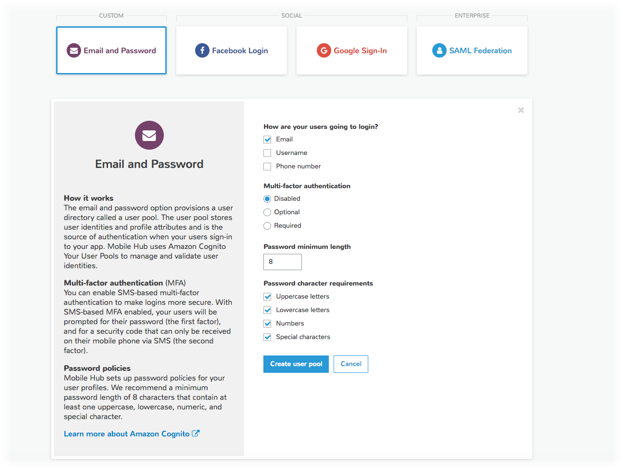 CUSTOM
SOCIAL
ENTERPRISE
Email and Password
Facebook Login
Google Sign-In
SAML Federation
Email and Password
How it works
The email and password option provisions a user
directory called a user pool. The user pool stores
user identities and profile attributes and is the
source of authentication when your users sign-in
to your app. Mobile Hub uses Amazon Cognito
Your User Pools to manage and validate user
identities.
Multi-factor authentication (MFA)
You can enable SMS-based multi-factor
authentication to make logins more secure. With
SMS-based MFA enabled, your users will be
prompted for their password (the first factor),
and for a security code that can only be received
on their mobile phone via SMS (the second
factor).
Password policies
Mobile Hub sets up password policies for your
user profiles. We recommend a minimum
password length of 8 characters that contain at
least one uppercase, lowercase, numeric, and
special character.
Learn more about Amazon Cognito
How are your users going to login?
Email
Username
Phone number
Multi-factor authentication
Disabled
Optional
Required
Password minimum length
8
Password character requirements
Uppercase letters
Lowercase letters
Numbers
Special characters
Create user pool
Cancel